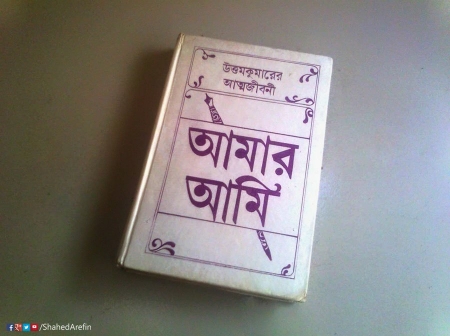 উত্তমকুমারের
আত্মজীবনী
আমার
আমি
/ShahedArefin